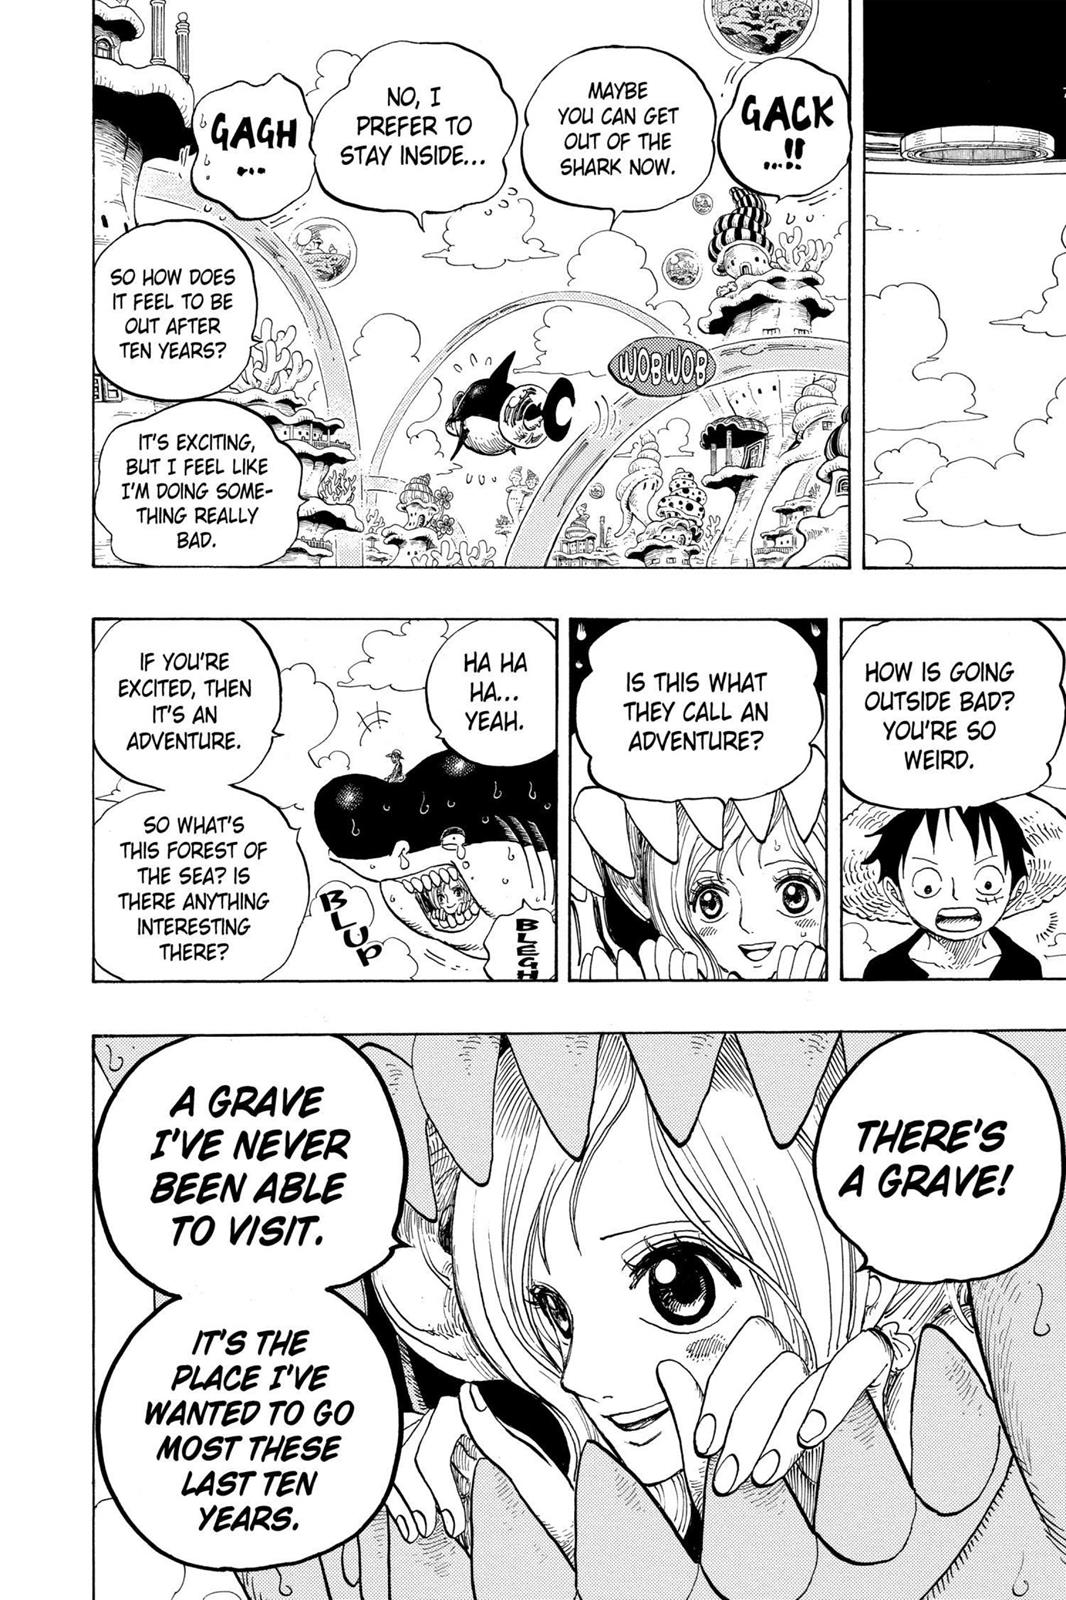 GACK
...!!
MAYBE
YOU CAN GET
OUT OF THE
SHARK NOW.
NO, I
PREFER TO
STAY INSIDE...
GAGH
...
SO HOW DOES
IT FEEL TO BE
OUT AFTER
TEN YEARS?
IT'S EXCITING,
BUT I FEEL LIKE
I'M DOING SOME-
THING REALLY
BAD.
WOBWOB
HOW IS GOING
OUTSIDE BAD?
YOU'RE SO
WEIRD.
IS THIS WHAT
THEY CALL AN
ADVENTURE?
HA HA
HA...
YEAH.
IF YOU'RE
EXCITED, THEN
IT'S AN
ADVENTURE.
SO WHAT'S
THIS FOREST OF
THE SEA? IS
THERE ANYTHING
INTERESTING
THERE?
BLEGH
BLUP
THERE'S
A GRAVE!
A GRAVE
I'VE NEVER
BEEN ABLE
TO VISIT.
IT'S THE
PLACE I'VE
WANTED TO GO
MOST THESE
LAST TEN
YEARS.